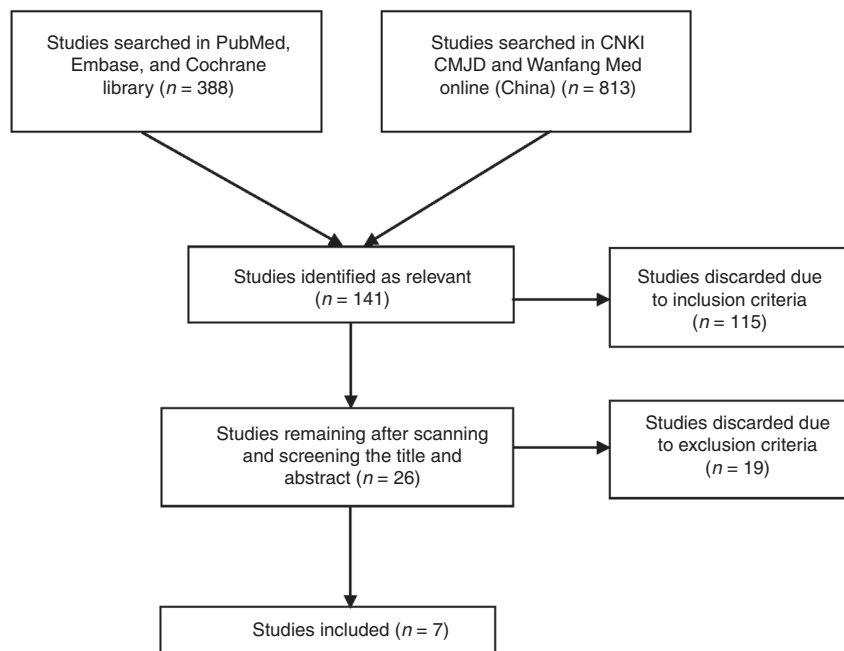 Studies searched in PubMed,
Embase, and Cochrane
library (n = 388)
Studies searched in CNKI
CMJD and Wanfang Med
online (China) (n = 813)
Studies identified as relevant
(n = 141)
Studies discarded due
to inclusion criteria
(n = 115)
Studies remaining after scanning
and screening the title and
abstract (n = 26)
Studies discarded due
to exclusion criteria
(n = 19)
Studies included (n = 7)